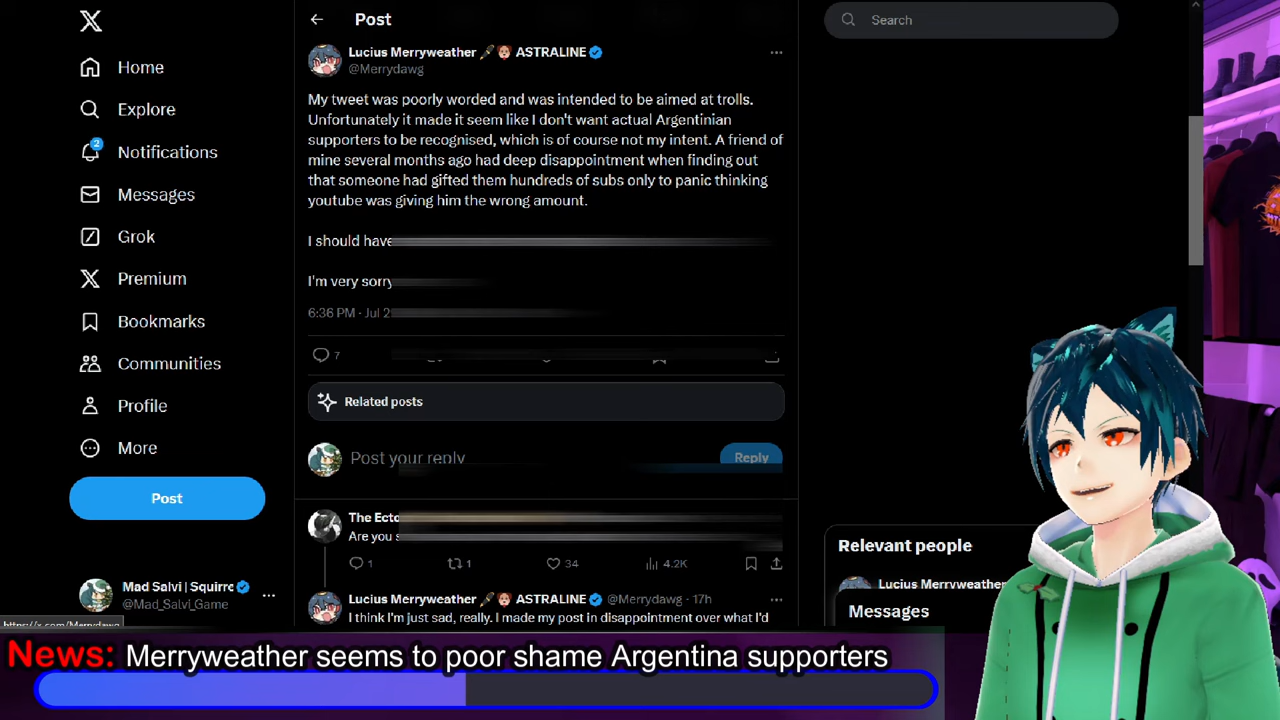 Post
Search
Home
Explore
2
Notifications
Messages
Grok
Premium
Bookmarks
Communities
Profile
More
Post
Mad Salvi | Squirrc
@Mad_Salvi_Game
https://x.com/Merrydawg
Lucius Merryweather ASTRALINE
@Merrydawg
My tweet was poorly worded and was intended to be aimed at trolls.
Unfortunately it made it seem like I don't want actual Argentinian
supporters to be recognised, which is of course not my intent. A friend of
mine several months ago had deep disappointment when finding out
that someone had gifted them hundreds of subs only to panic thinking
youtube was giving him the wrong amount.
I should have
I'm very sorry
6:36 PM · Jul 2
7
Related posts
Post your reply
Reply
The Ecto
Are you
1 1 34 4.2K
Lucius Merryweather ASTRALINE @Merrydawg · 17h
I think I'm just sad, really. I made my post in disappointment over what I'd
Relevant people
Lucius Merryweather
Messages
News: Merryweather seems to poor shame Argentina supporters